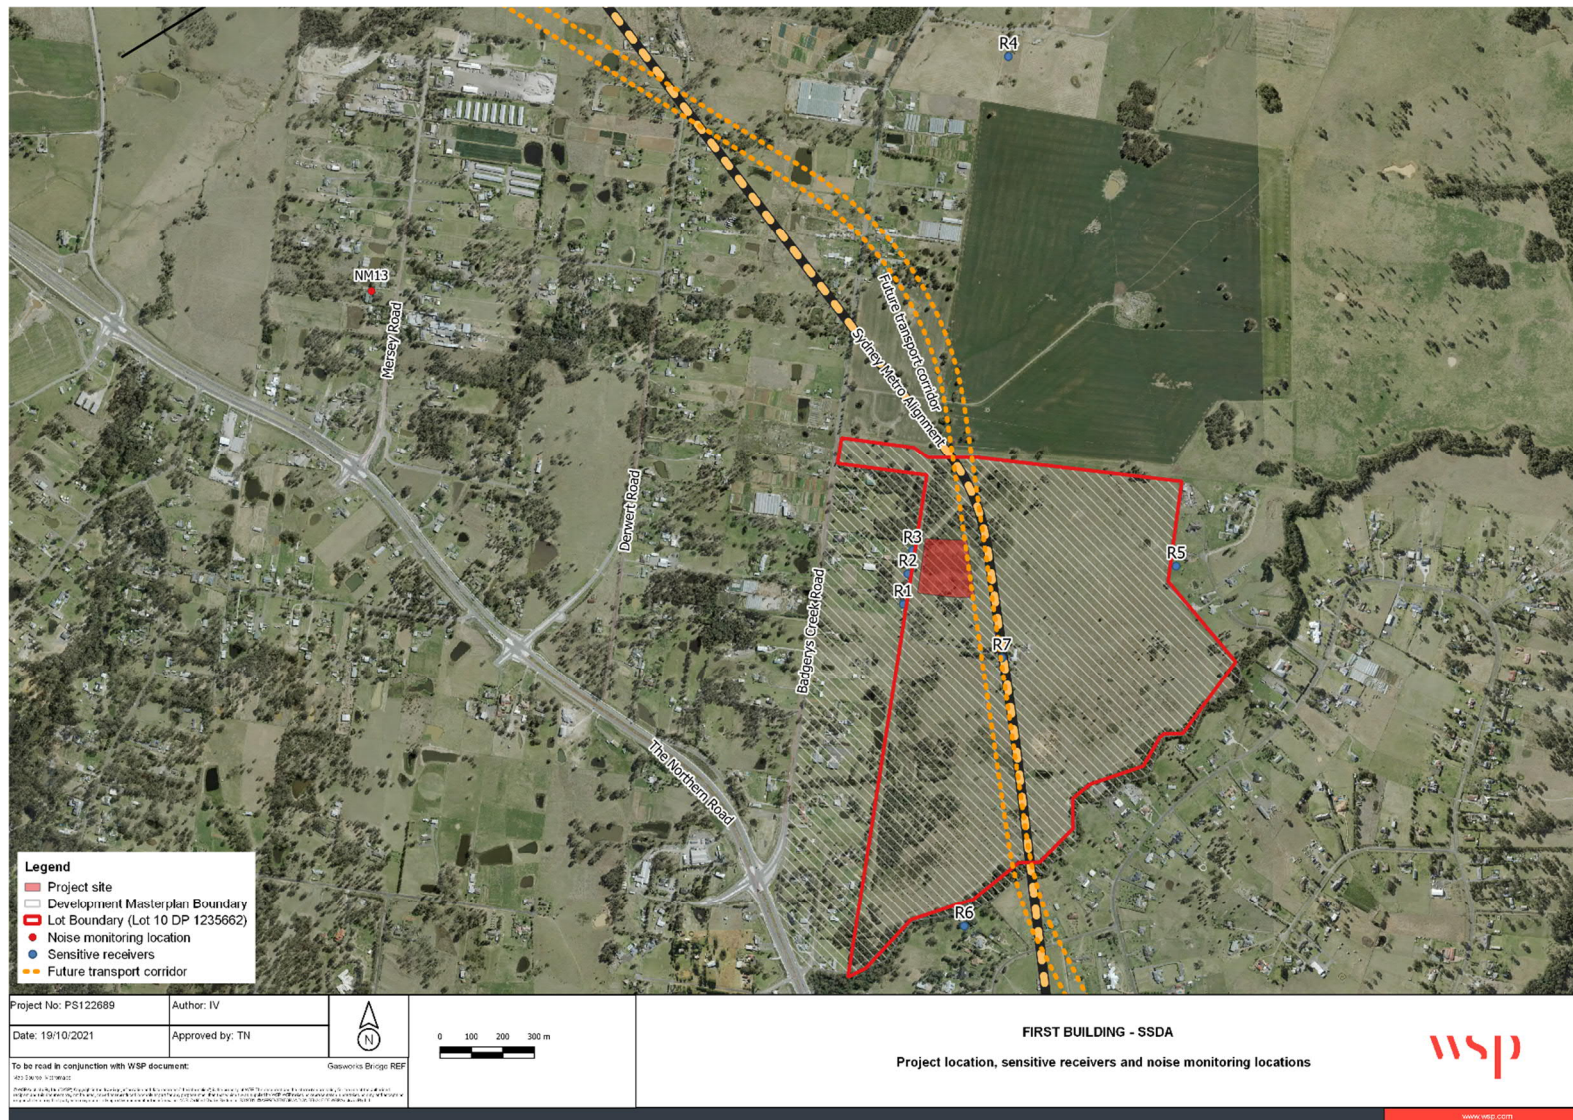 R4
NM13
Mersey Road
Future transport corridor
Sydney Metro Alignment
Derwert Road
R3
R2
R1
R5
Badgerys Creek Road
R7
The Northern Road
R6
Legend
Project site
Development Masterplan Boundary
Lot Boundary (Lot 10 DP 1235662)
Noise monitoring location
Sensitive receivers
Future transport corridor
Project No: PS122689
Author: IV
Date: 19/10/2021
Approved by: TN
N
0 100 200 300 m
To be read in conjunction with WSP document:
Gasworks Bridge REF
FIRST BUILDING - SSDA
Project location, sensitive receivers and noise monitoring locations
wsp
www.wsp.com